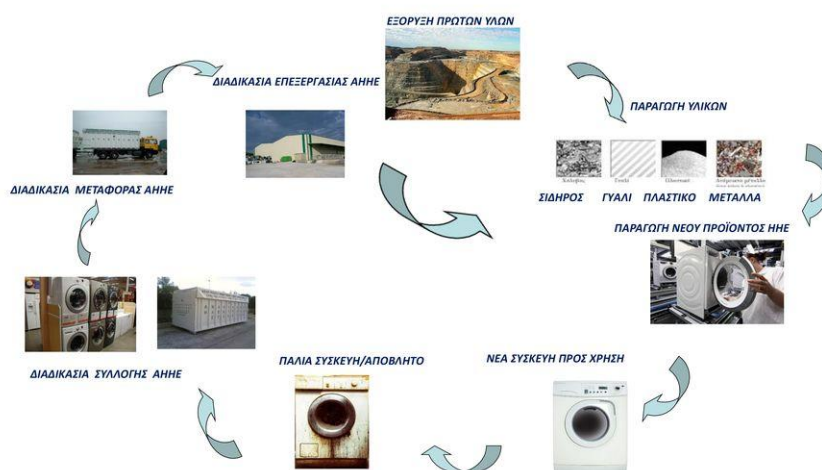 ΕΞΟΡΥΞΗ ΠΡΩΤΩΝ ΥΛΩΝ
ΔΙΑΔΙΚΑΣΙΑ ΕΠΕΞΕΡΓΑΣΙΑΣ ΑΗΗΕ
ΠΑΡΑΓΩΓΗ ΥΛΙΚΩΝ
ΔΙΑΔΙΚΑΣΙΑ ΜΕΤΑΦΟΡΑΣ ΑΗΗΕ
ΣΙΔΗΡΟΣ ΓΥΑΛΙ ΠΛΑΣΤΙΚΟ ΜΕΤΑΛΛΑ
ΠΑΡΑΓΩΓΗ ΝΕΟΥ ΠΡΟΪΟΝΤΟΣ ΗΗΕ
ΠΑΛΙΑ ΣΥΣΚΕΥΗ/ΑΠΟΒΛΗΤΟ
ΝΕΑ ΣΥΣΚΕΥΗ ΠΡΟΣ ΧΡΗΣΗ
ΔΙΑΔΙΚΑΣΙΑ ΣΥΛΛΟΓΗΣ ΑΗΗΕ